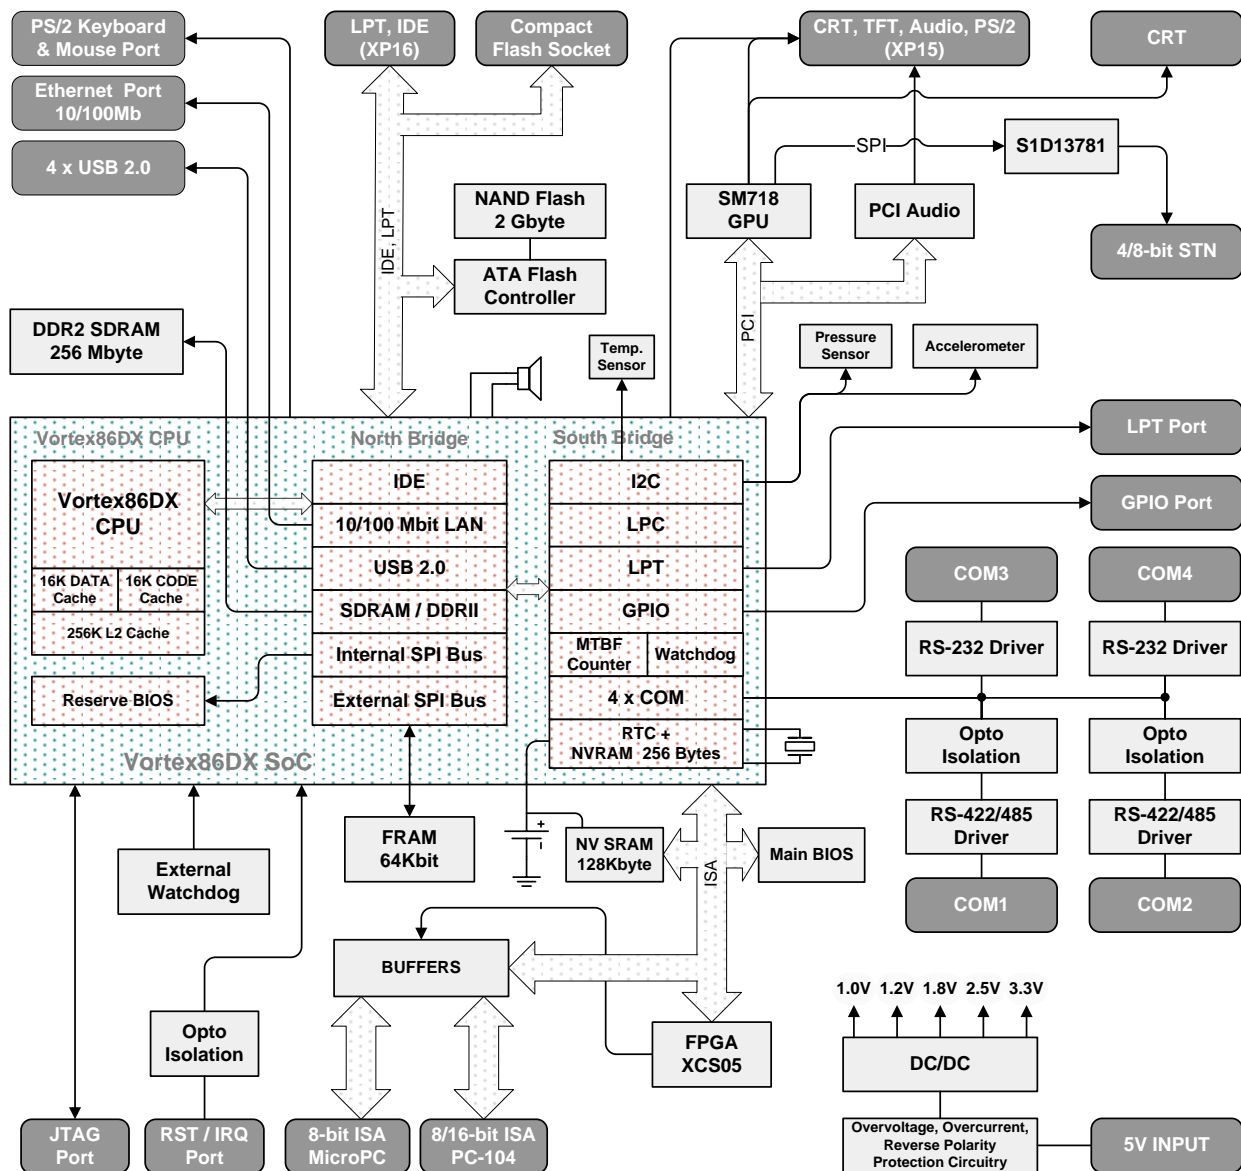 PS/2 Keyboard
& Mouse Port
LPT, IDE
(XP16)
Compact
Flash Socket
CRT, TFT, Audio, PS/2
(XP15)
CRT
Ethernet Port
10/100Mb
4 x USB 2.0
SPI
S1D13781
NAND Flash
2 Gbyte
SM718
GPU
PCI Audio
IDE, LPT
4/8-bit STN
ATA Flash
Controller
DDR2 SDRAM
256 Mbyte
PCI
Temp.
Sensor
Pressure
Sensor
Accelerometer
Vortex86DX CPU
North Bridge
South Bridge
LPT Port
Vortex86DX
CPU
IDE
I2C
GPIO Port
10/100 Mbit LAN
LPC
USB 2.0
LPT
COM3
COM4
16K DATA
Cache
16K CODE
Cache
SDRAM / DDRII
GPIO
256K L2 Cache
Internal SPI Bus
MTBF
Counter
Watchdog
RS-232 Driver
RS-232 Driver
Reserve BIOS
External SPI Bus
4 x COM
RTC +
NVRAM 256 Bytes
Opto
Isolation
Opto
Isolation
Vortex86DX SoC
FRAM
64Kbit
+
-
NV SRAM
128Kbyte
ISA
Main BIOS
RS-422/485
Driver
RS-422/485
Driver
External
Watchdog
COM1
COM2
BUFFERS
1.0V
1.2V
1.8V
2.5V
3.3V
Opto
Isolation
FPGA
XCS05
DC/DC
JTAG
Port
RST / IRQ
Port
8-bit ISA
MicroPC
8/16-bit ISA
PC-104
Overvoltage, Overcurrent,
Reverse Polarity
Protection Circuitry
5V INPUT